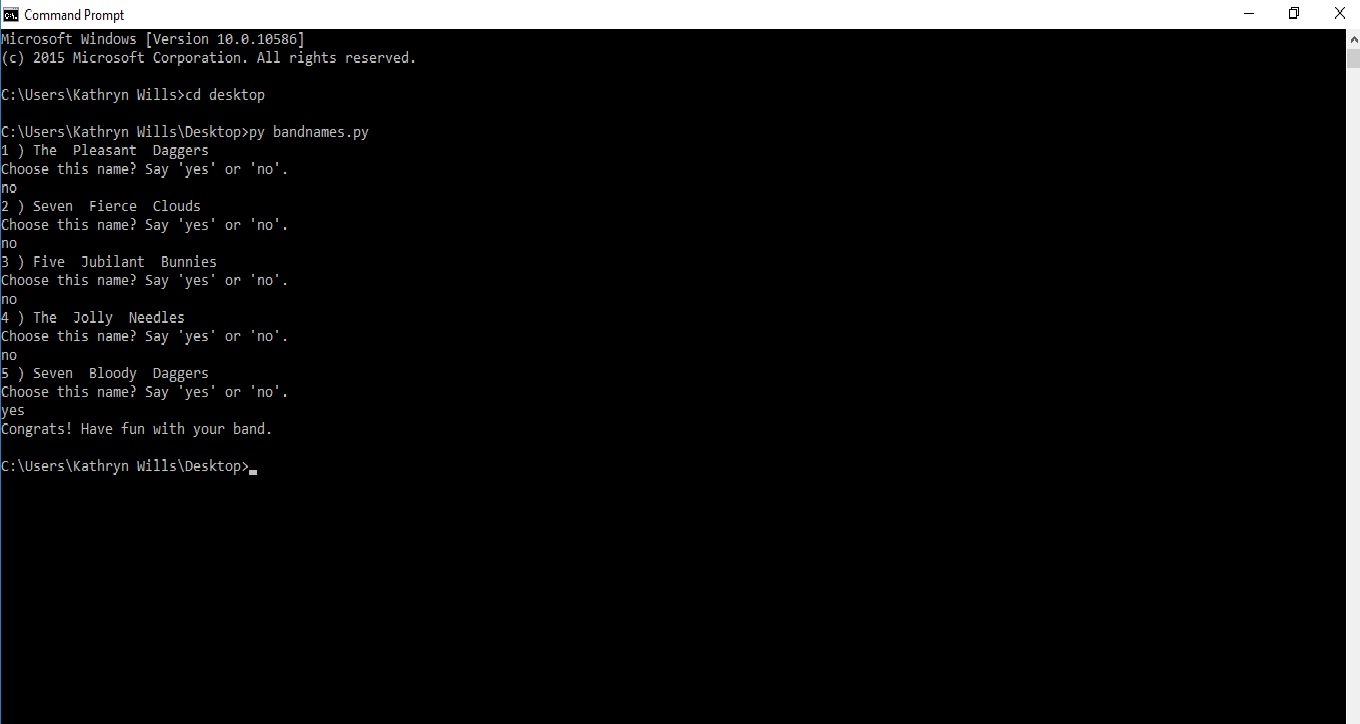 Command Prompt
Microsoft Windows [Version 10.0.10586]
(c) 2015 Microsoft Corporation. All rights reserved.
C:\Users\Kathryn Wills>cd desktop
C:\Users\Kathryn Wills\Desktop>py bandnames.py
1 ) The  Pleasant  Daggers
Choose this name? Say 'yes' or 'no'.
no
2 ) Seven  Fierce  Clouds
Choose this name? Say 'yes' or 'no'.
no
3 ) Five  Jubilant  Bunnies
Choose this name? Say 'yes' or 'no'.
no
4 ) The  Jolly  Needles
Choose this name? Say 'yes' or 'no'.
no
5 ) Seven  Bloody  Daggers
Choose this name? Say 'yes' or 'no'.
yes
Congrats! Have fun with your band.
C:\Users\Kathryn Wills\Desktop>